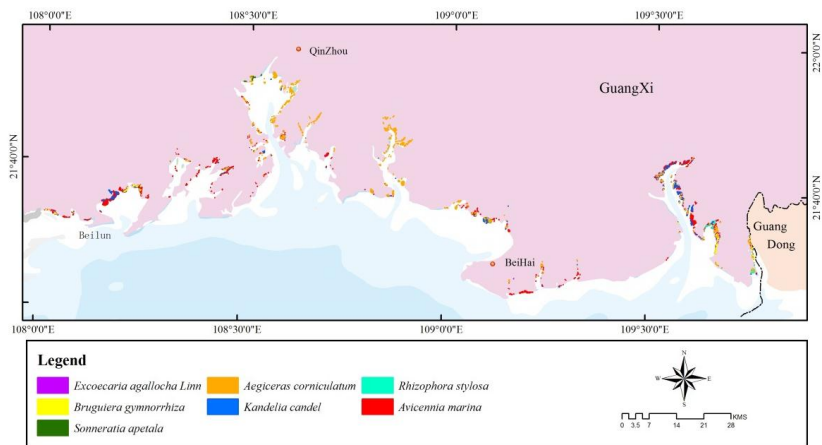 108°0'0"E 108°30'0"E 109°0'0"E 109°30'0"E
22°0'0"N
QinZhou
GuangXi
21°40'0"N
21°40'0"N
Guang
Dong
Beilun
BeiHai
108°0'0"E 108°30'0"E 109°0'0"E 109°30'0"E
Legend
Excoecaria agallocha Linn Aegiceras corniculatum Rhizophora stylosa
Bruguiera gymnorrhiza Kandelia candel Avicennia marina
Sonneratia apetala
N
W E
S
KMS
0 3.5 7 14 21 28